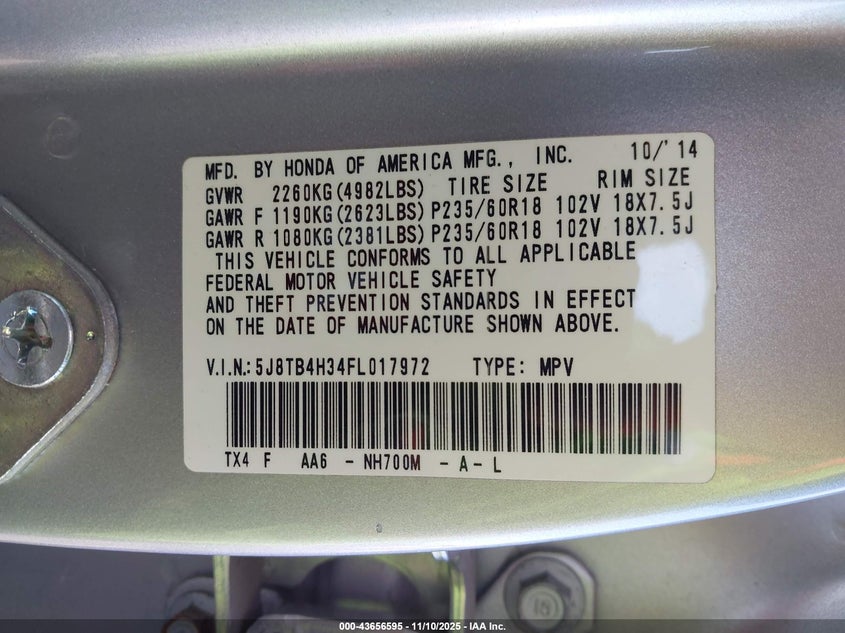 MFD. BY HONDA OF AMERICA MFG., INC. 10/'14
GVWR 2260KG(4982LBS) TIRE SIZE RIM SIZE
GAWR F 1190KG(2623LBS) P235/60R18 102V 18X7.5J
GAWR R 1080KG(2381LBS) P235/60R18 102V 18X7.5J
THIS VEHICLE CONFORMS TO ALL APPLICABLE
FEDERAL MOTOR VEHICLE SAFETY
AND THEFT PREVENTION STANDARDS IN EFFECT
ON THE DATE OF MANUFACTURE SHOWN ABOVE.
V.I.N.: 5J8TB4H34FL017972 TYPE: MPV
TX4 F AA6 - NH700M - A - L
000-43656595 - 11/10/2025 - IAA Inc.